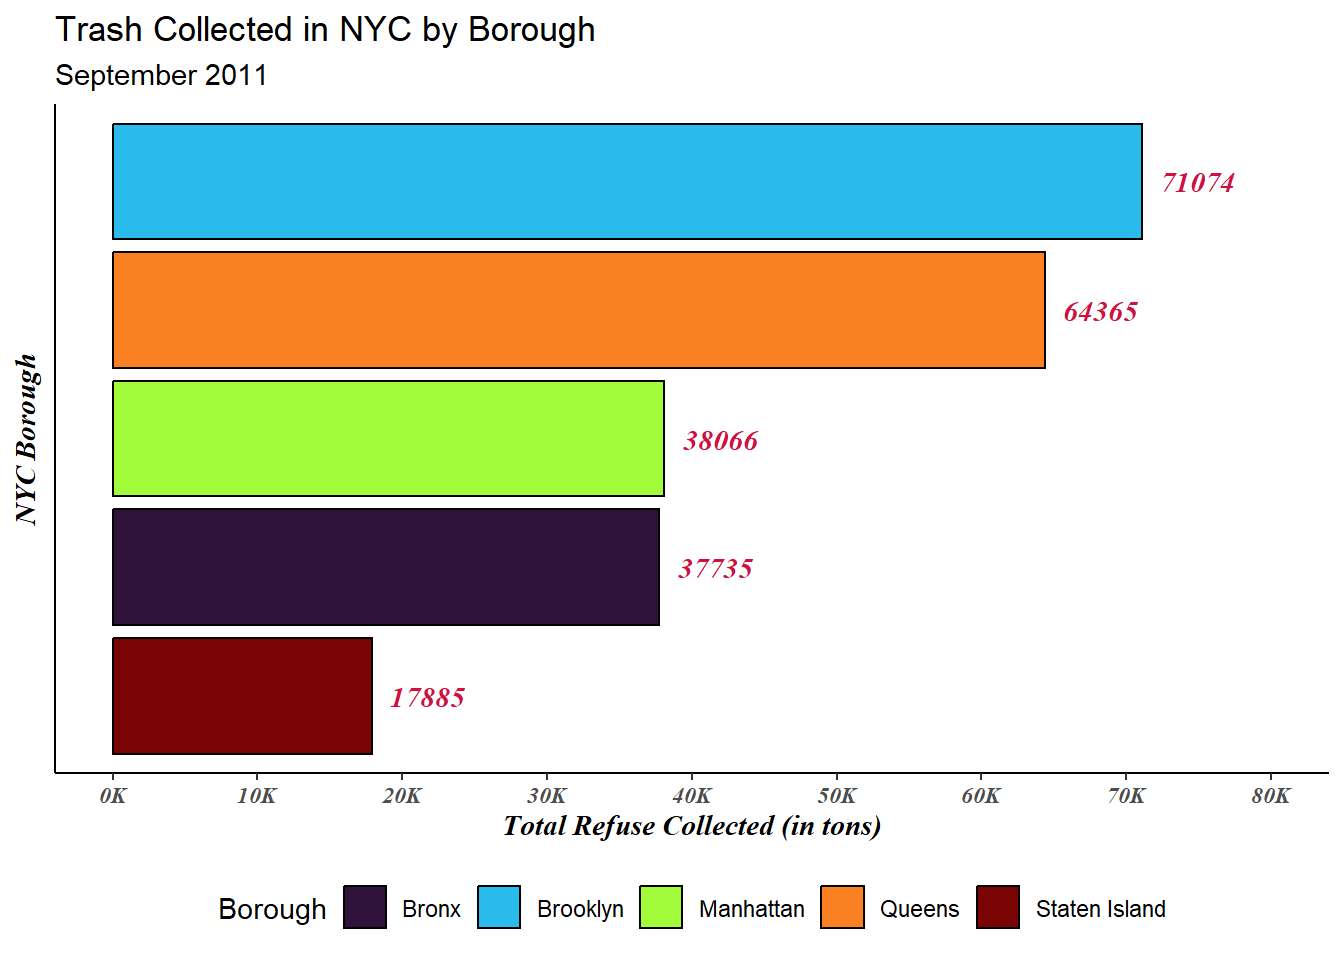 Trash Collected in NYC by Borough
September 2011
71074
64365
38066
37735
17885
NYC Borough
0K 10K 20K 30K 40K 50K 60K 70K 80K
Total Refuse Collected (in tons)
Borough Bronx Brooklyn Manhattan Queens Staten Island